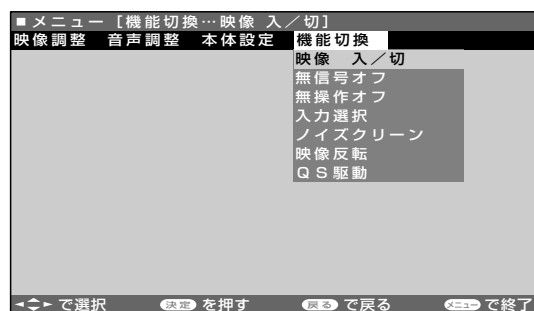 ■メニュー [機能切換…映像 入／切]
映像調整 音声調整 本体設定 機能切換
映像 入／切
無信号オフ
無操作オフ
入力選択
ノイズクリーン
映像反転
ＱＳ駆動
で選択 決定 を押す 戻る で戻る メニュー で終了